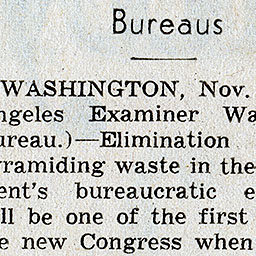 Bureaus
WASHINGTON, Nov.
ngeles Examiner Wa
ureau.)—Elimination
ramiding waste in the
ent's bureaucratic e
ll be one of the first
e new Congress when